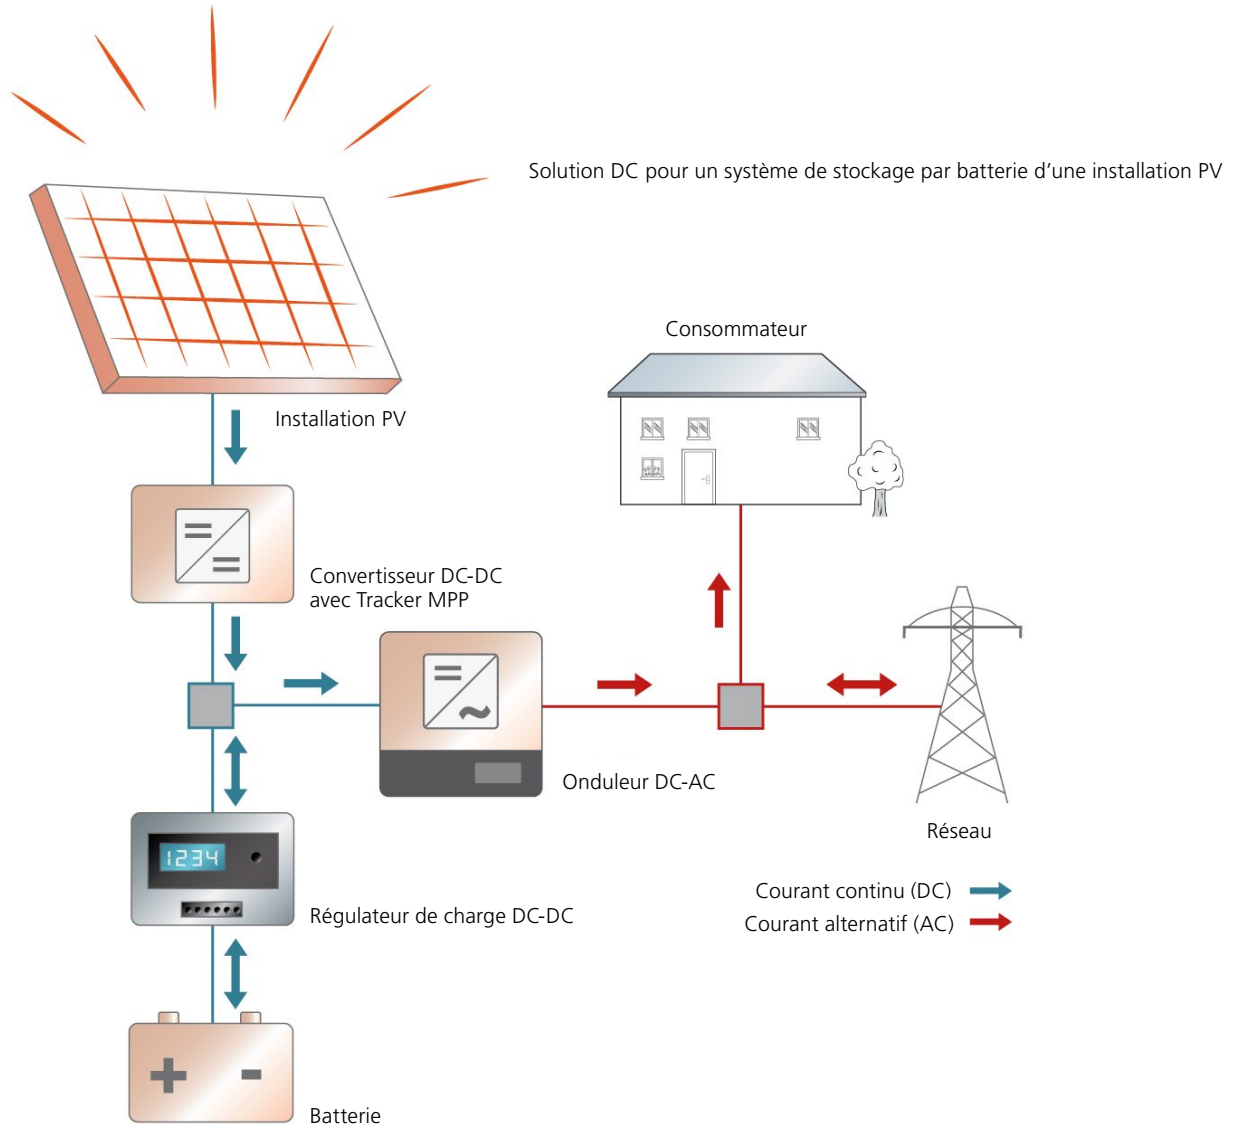 Solution DC pour un système de stockage par batterie d’une installation PV
Consommateur
Installation PV
Convertisseur DC-DC
avec Tracker MPP
Onduleur DC-AC
Réseau
1234
Régulateur de charge DC-DC
Courant continu (DC)
Courant alternatif (AC)
+ -
Batterie